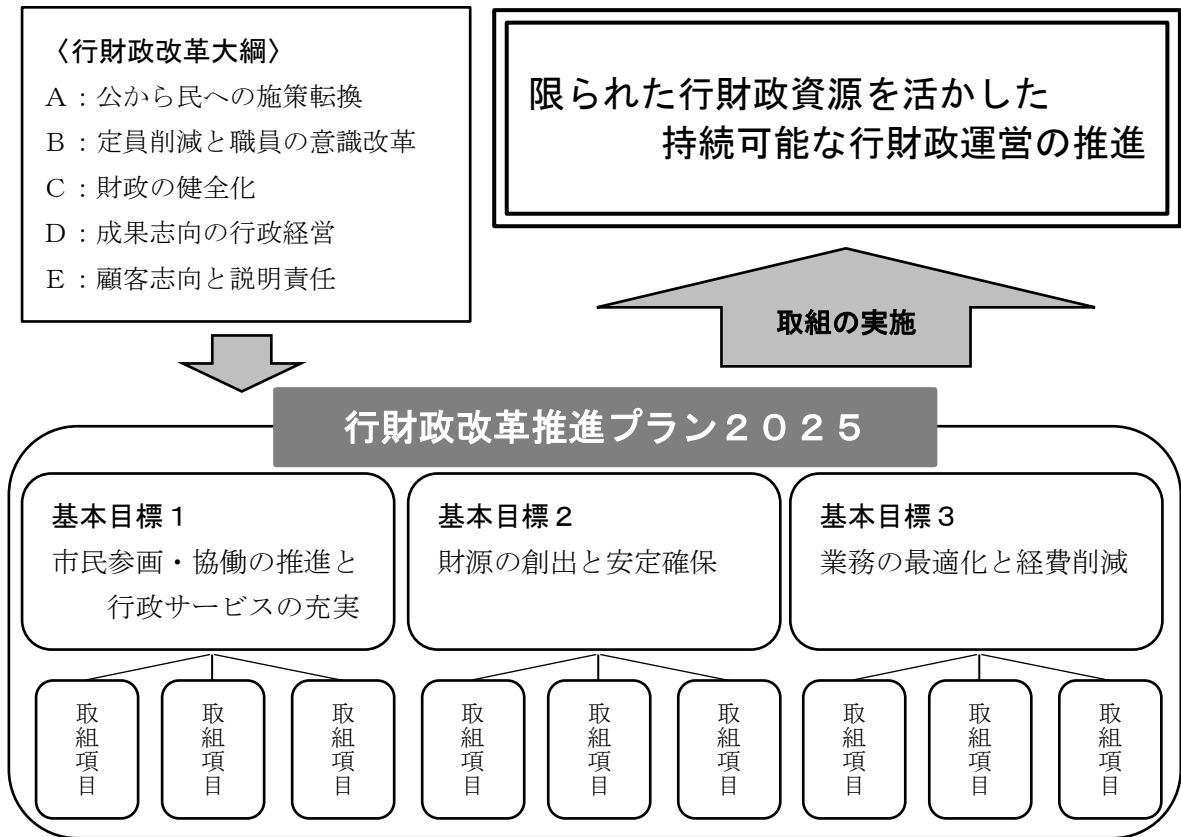 〈行財政改革大綱〉
A：公から民への施策転換
B：定員削減と職員の意識改革
C：財政の健全化
D：成果志向の行政経営
E：顧客志向と説明責任
限られた行財政資源を活かした
持続可能な行財政運営の推進
取組の実施
行財政改革推進プラン２０２５
基本目標１
市民参画・協働の推進と
行政サービスの充実
基本目標２
財源の創出と安定確保
基本目標３
業務の最適化と経費削減
取組項目
取組項目
取組項目
取組項目
取組項目
取組項目
取組項目
取組項目
取組項目